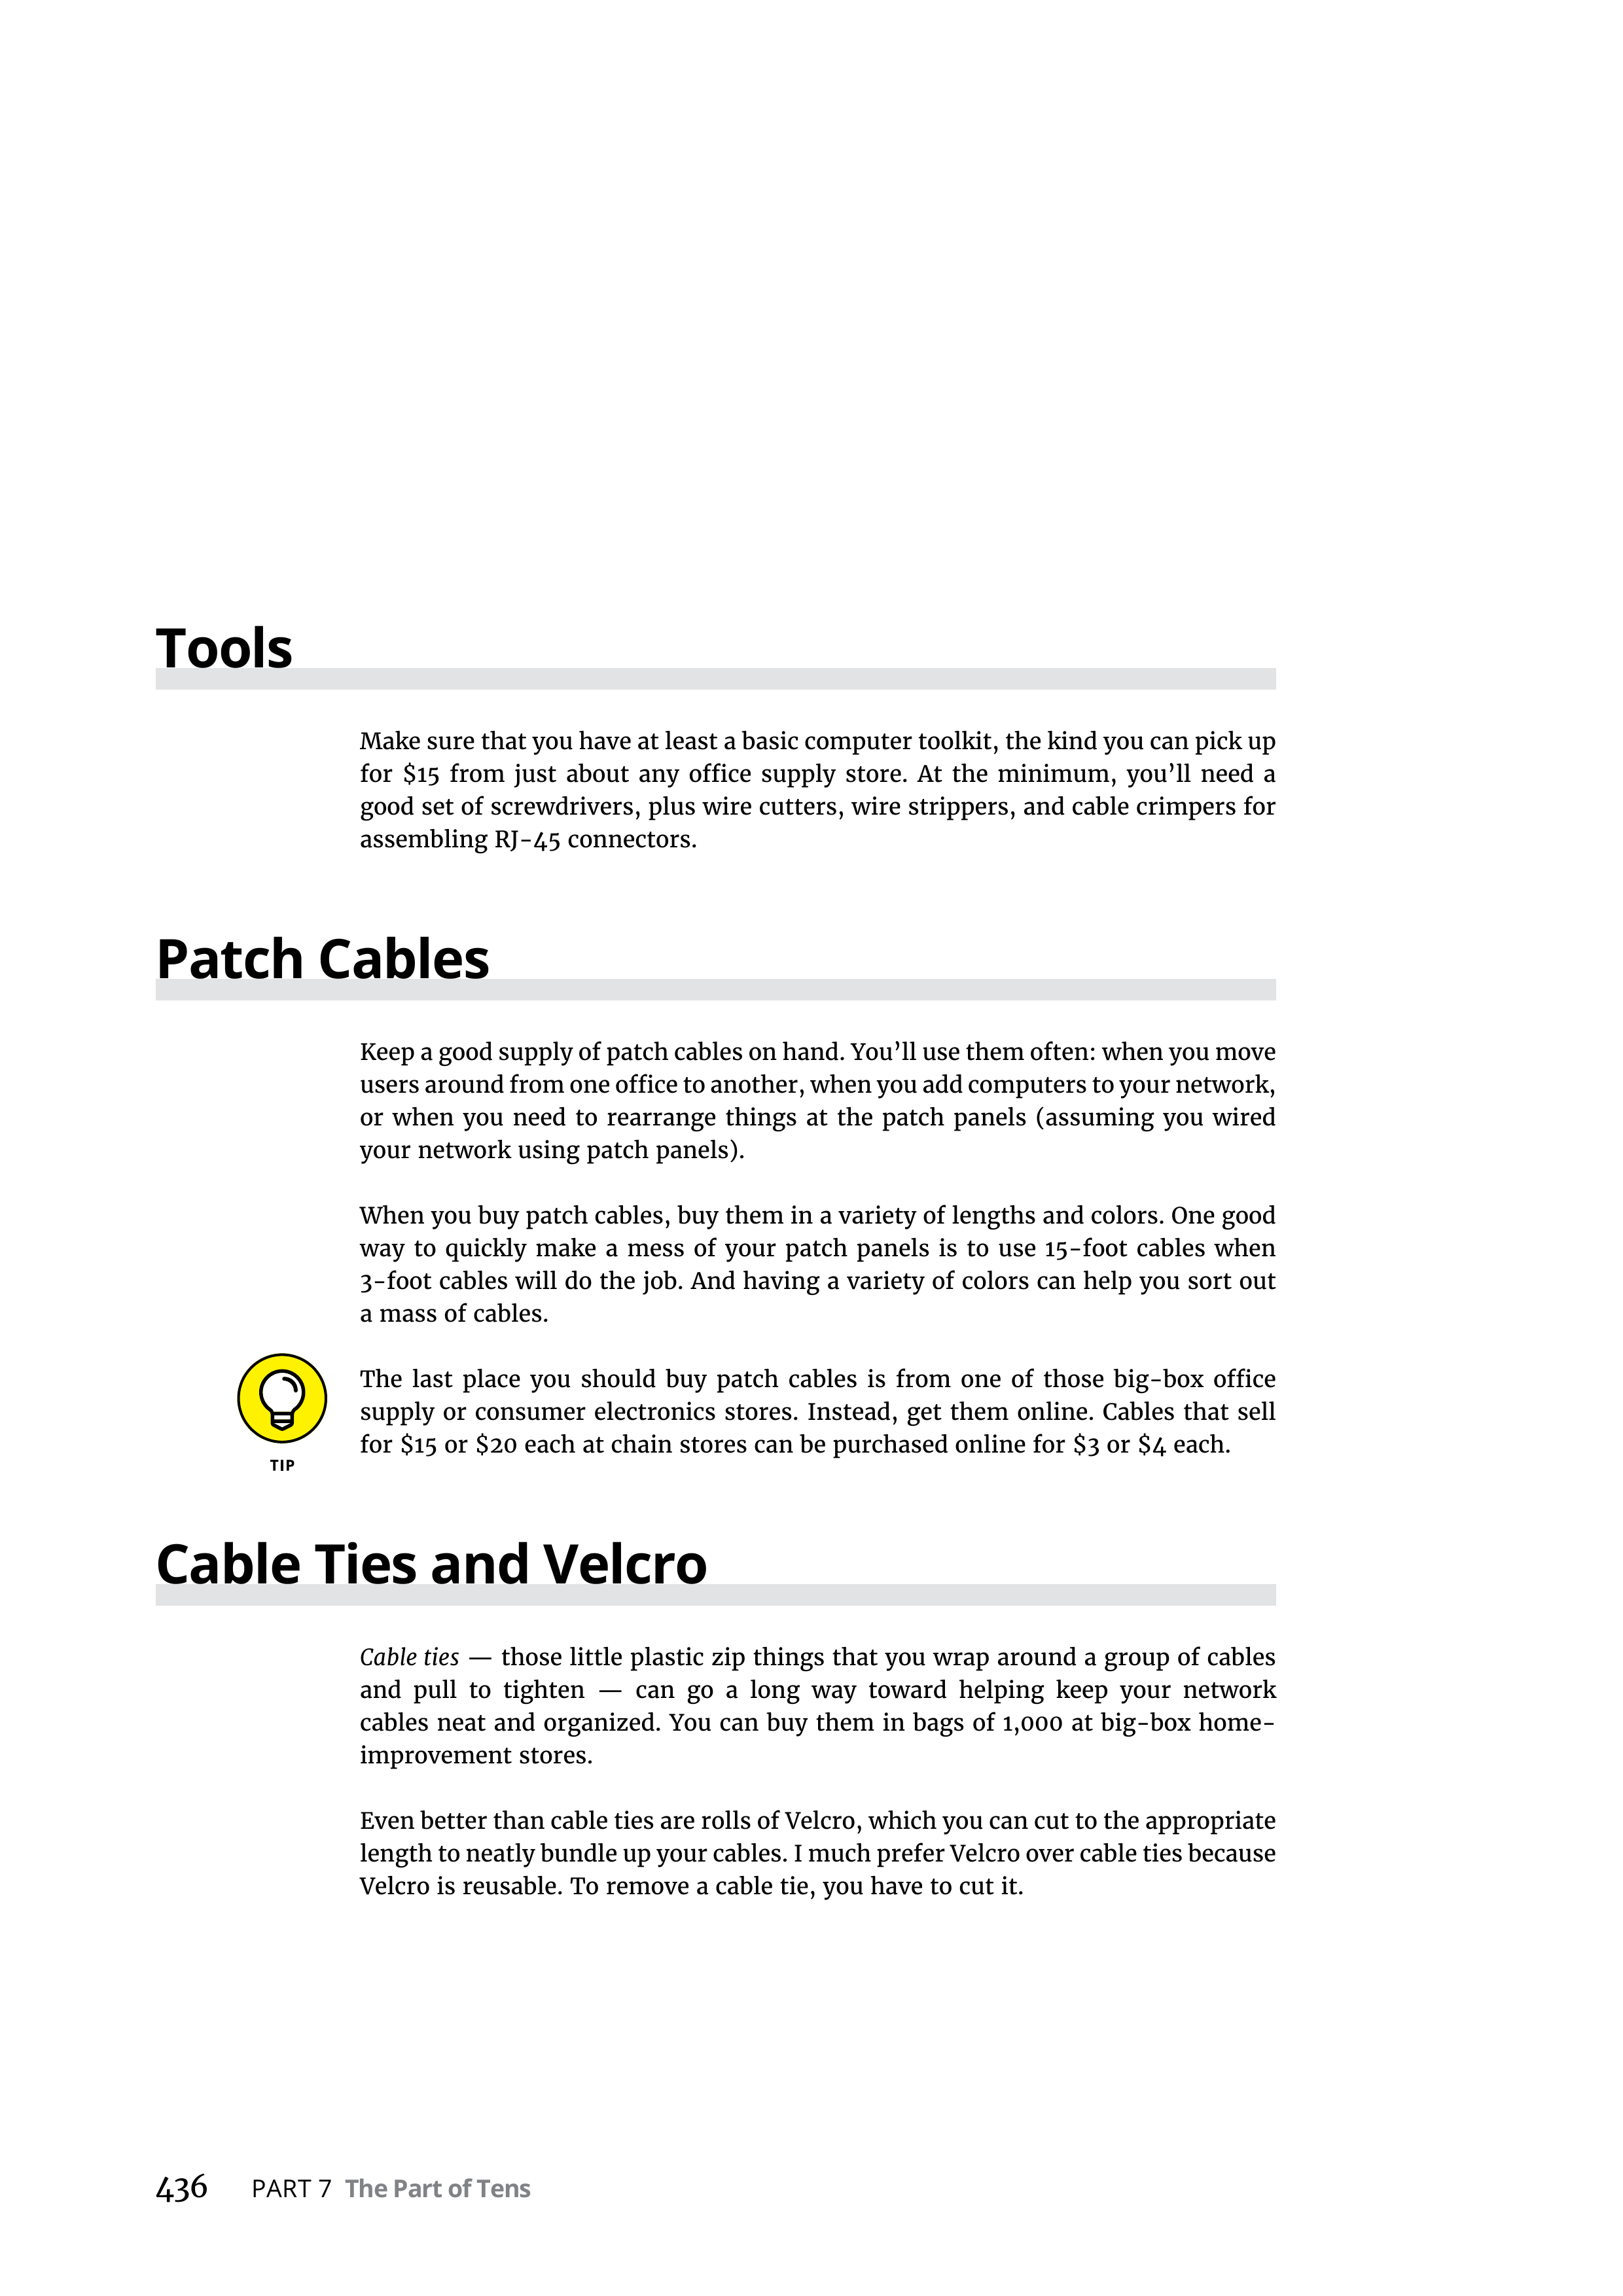 Tools
Make sure that you have at least a basic computer toolkit, the kind you can pick up
for $15 from just about any office supply store. At the minimum, you’ll need a
good set of screwdrivers, plus wire cutters, wire strippers, and cable crimpers for
assembling RJ-45 connectors.
Patch Cables
Keep a good supply of patch cables on hand. You’ll use them often: when you move
users around from one office to another, when you add computers to your network,
or when you need to rearrange things at the patch panels (assuming you wired
your network using patch panels).
When you buy patch cables, buy them in a variety of lengths and colors. One good
way to quickly make a mess of your patch panels is to use 15-foot cables when
3-foot cables will do the job. And having a variety of colors can help you sort out
a mass of cables.
The last place you should buy patch cables is from one of those big-box office
supply or consumer electronics stores. Instead, get them online. Cables that sell
for $15 or $20 each at chain stores can be purchased online for $3 or $4 each.
TIP
Cable Ties and Velcro
Cable ties — those little plastic zip things that you wrap around a group of cables
and pull to tighten — can go a long way toward helping keep your network
cables neat and organized. You can buy them in bags of 1,000 at big-box home-
improvement stores.
Even better than cable ties are rolls of Velcro, which you can cut to the appropriate
length to neatly bundle up your cables. I much prefer Velcro over cable ties because
Velcro is reusable. To remove a cable tie, you have to cut it.
436 PART 7 The Part of Tens